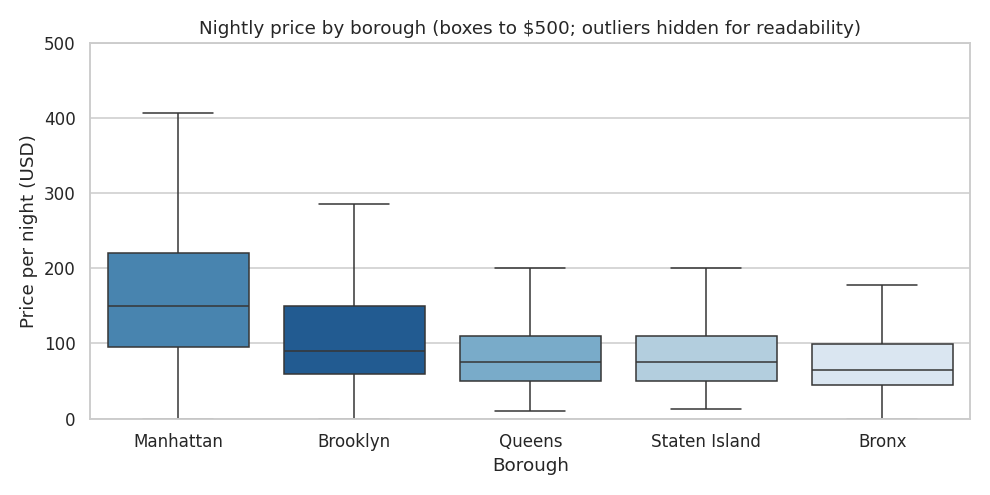 Nightly price by borough (boxes to $500; outliers hidden for readability)
Price per night (USD)
500
400
300
200
100
0
Manhattan
Brooklyn
Queens
Staten Island
Bronx
Borough